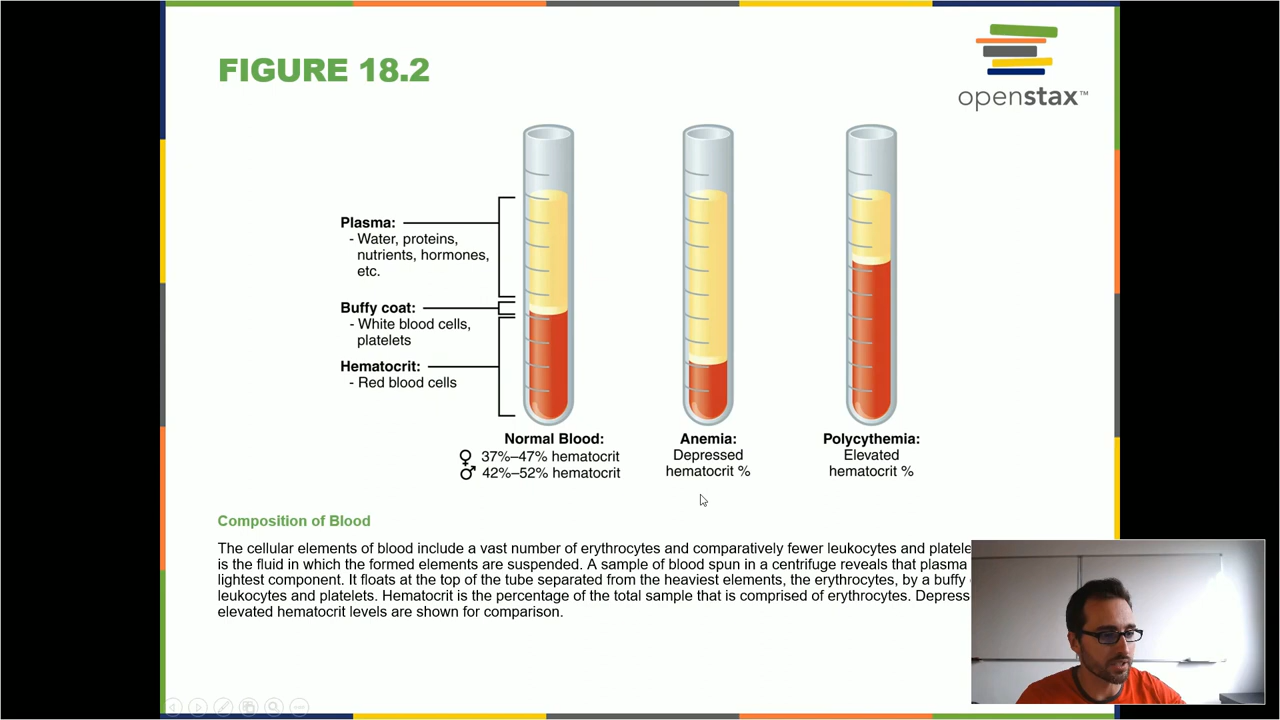 FIGURE 18.2
openstax™
Plasma:
- Water, proteins,
nutrients, hormones,
etc.
Buffy coat:
- White blood cells,
platelets
Hematocrit:
- Red blood cells
Normal Blood:
♀ 37%–47% hematocrit
♂ 42%–52% hematocrit
Anemia:
Depressed
hematocrit %
Polycythemia:
Elevated
hematocrit %
Composition of Blood
The cellular elements of blood include a vast number of erythrocytes and comparatively fewer leukocytes and
is the fluid in which the formed elements are suspended. A sample of blood spun in a centrifuge reveals that plasma
lightest component. It floats at the top of the tube separated from the heaviest elements, the erythrocytes, by a buffy
leukocytes and platelets. Hematocrit is the percentage of the total sample that is comprised of erythrocytes.
elevated hematocrit levels are shown for comparison.